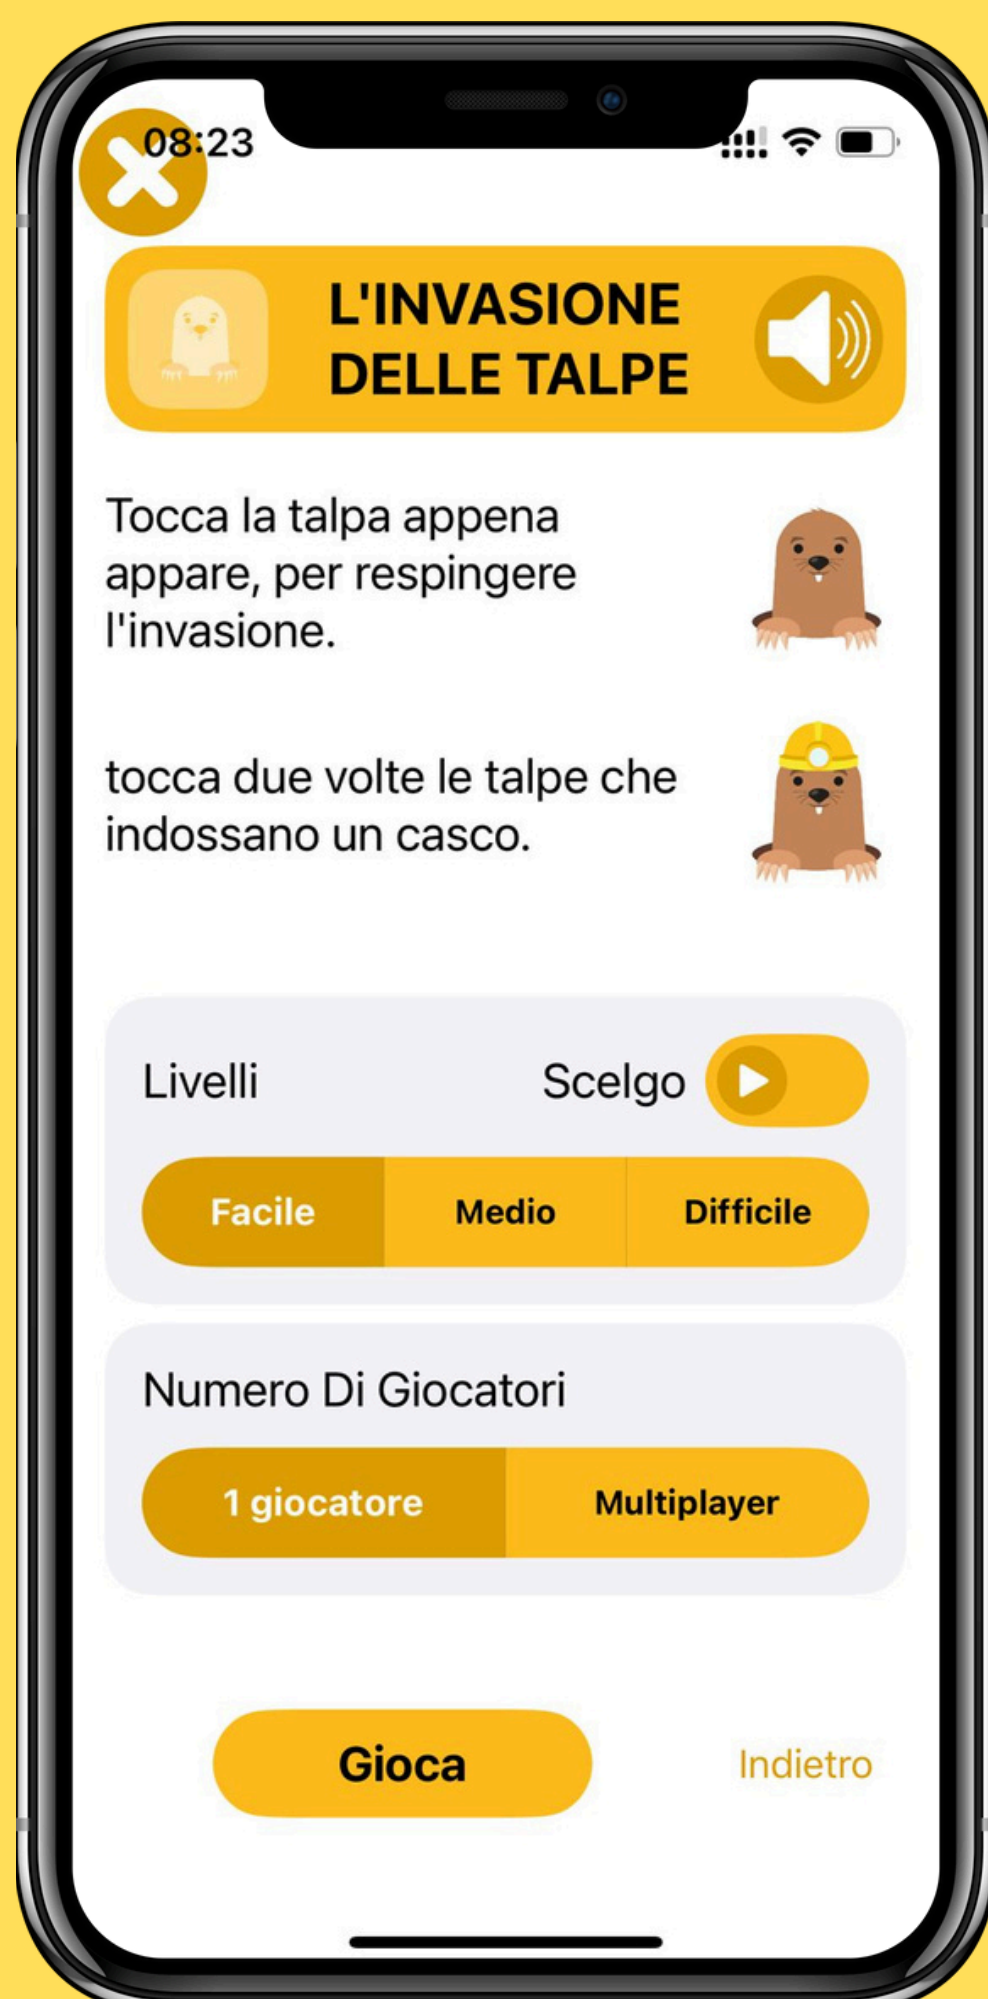 08:23
L'INVASIONE
DELLE TALPE
Tocca la talpa appena
appare, per respingere
l'invasione.
tocca due volte le talpe che
indossano un casco.
Livelli
Scelgo
Facile
Medio
Difficile
Numero Di Giocatori
1 giocatore
Multiplayer
Gioca
Indietro